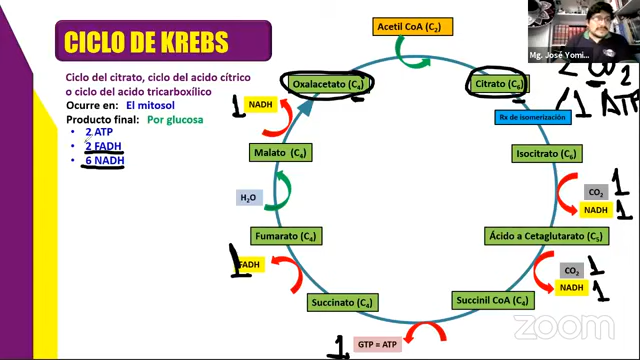 CICLO DE KREBS
Ciclo del citrato, ciclo del acido cítrico
o ciclo del acido tricarboxílico
Ocurre en: El mitosol
Producto final: Por glucosa
• 2 ATP
• 2 FADH
• 6 NADH
Acetil CoA (C2)
Oxalacetato (C4)
Citrato (C6)
Rx de isomerización
Isocitrato (C6)
CO2 1
NADH 1
Ácido a Cetaglutarato (C5)
CO2 1
NADH 1
Succinil CoA (C4)
1 GTP = ATP
Succinato (C4)
1 FADH
Fumarato (C4)
H2O
Malato (C4)
1 NADH
Mg. José Yomi...
2 CO2
1 ATP
zoom